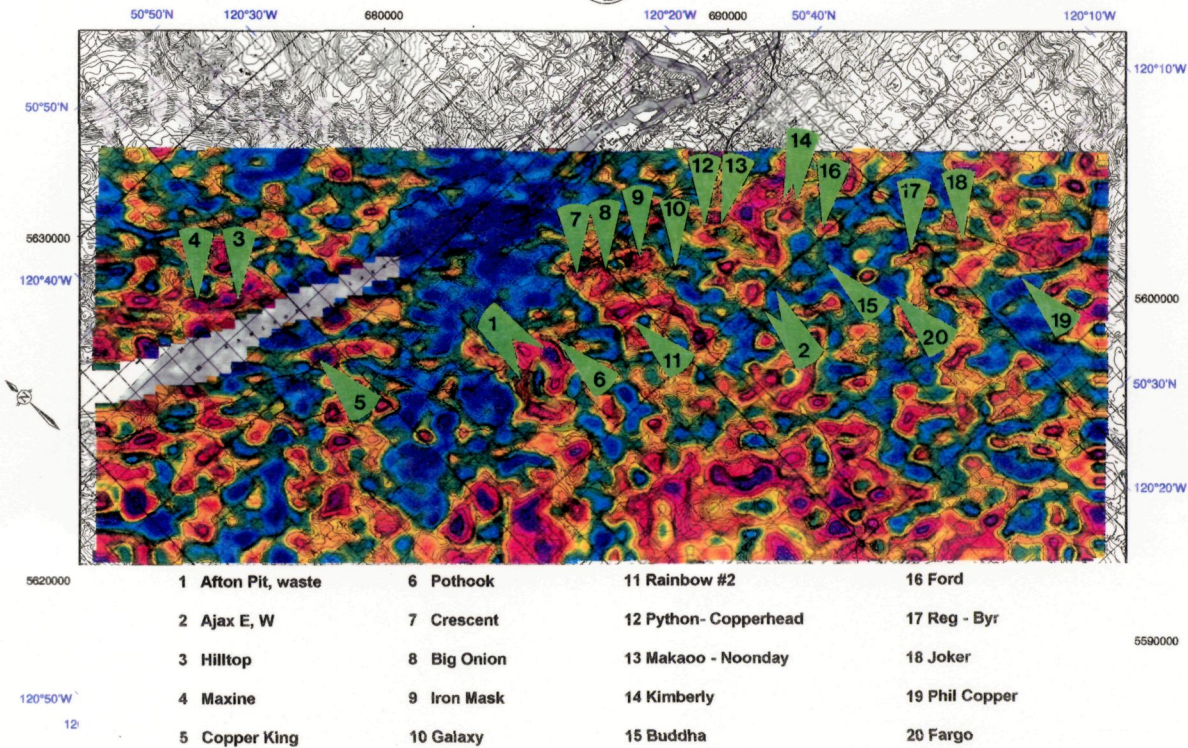 50°50'W 120°30'W 680000 120°20'W 690000 50°40'W 120°10'W
120°10'W
50°50'N
14
12 13 16
9 18
7 8 10 17
5630000 4 3
120°40'W
5600000
15 19
1 20
11 2
6
50°30'N
5
N
120°20'W
5620000 1 Afton Pit, waste 6 Pothook 11 Rainbow #2 16 Ford
2 Ajax E, W 7 Crescent 12 Python- Copperhead 17 Reg - Byr
5590000
3 Hilltop 8 Big Onion 13 Makaoo - Noonday 18 Joker
120°50'W 4 Maxine 9 Iron Mask 14 Kimberly 19 Phil Copper
12
5 Copper King 10 Galaxy 15 Buddha 20 Fargo